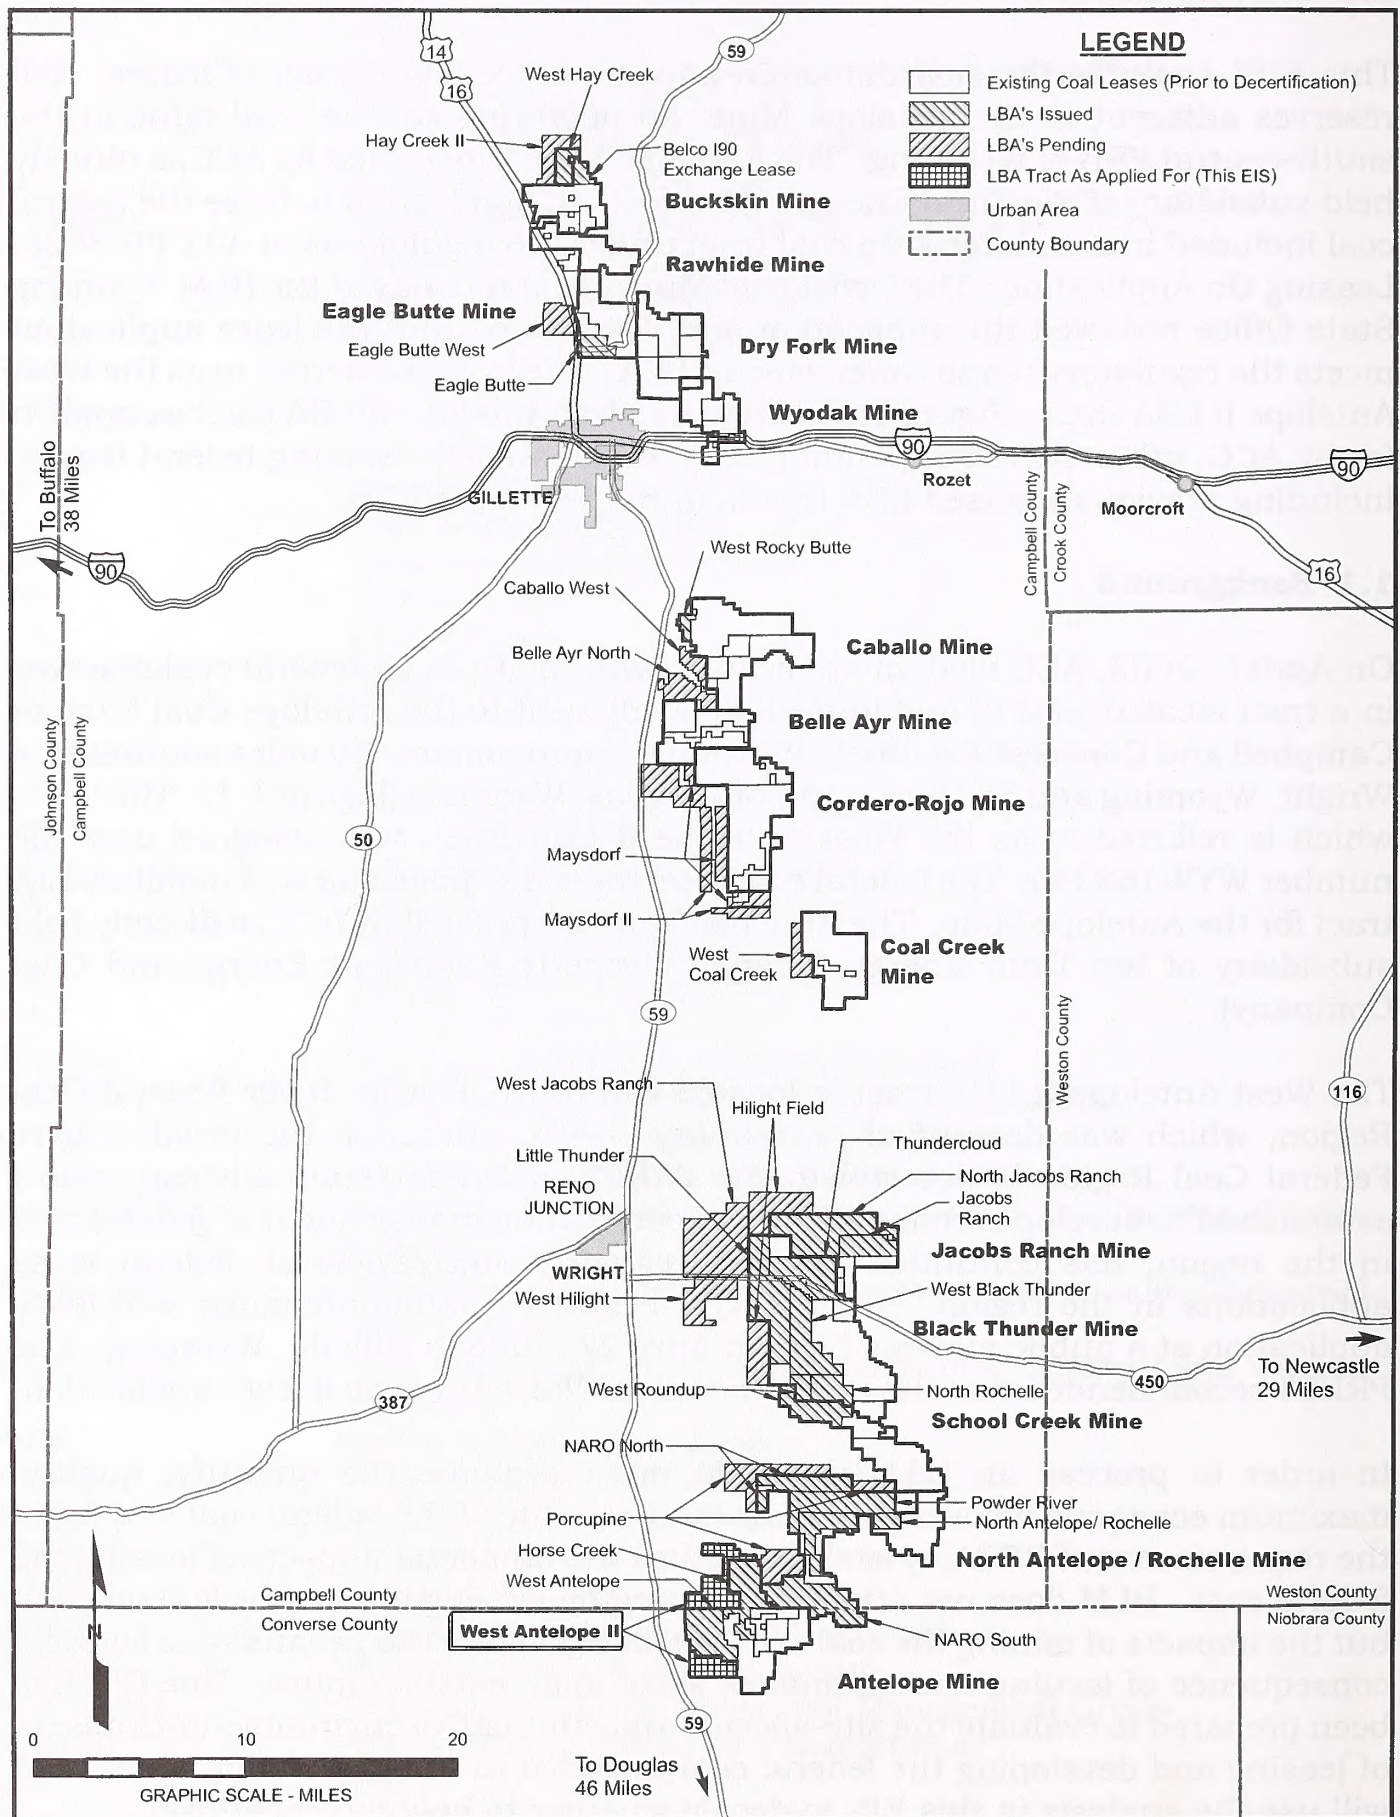 LEGEND
Existing Coal Leases (Prior to Decertification)
LBA's Issued
LBA's Pending
LBA Tract As Applied For (This EIS)
Urban Area
County Boundary
14
16
59
West Hay Creek
Hay Creek II
Belco I90
Exchange Lease
Buckskin Mine
Rawhide Mine
Eagle Butte Mine
Eagle Butte West
Dry Fork Mine
Eagle Butte
Wyodak Mine
90
90
Rozet
GILLETTE
Moorcroft
To Buffalo
38 Miles
90
Campbell County
Crook County
16
West Rocky Butte
Caballo West
Caballo Mine
Belle Ayr North
Belle Ayr Mine
Johnson County
Campbell County
Cordero-Rojo Mine
50
Maysdorf
Maysdorf II
West
Coal Creek
Coal Creek
Mine
59
Weston County
West Jacobs Ranch
Hilight Field
116
Thundercloud
Little Thunder
North Jacobs Ranch
RENO
JUNCTION
Jacobs
Ranch
Jacobs Ranch Mine
WRIGHT
West Black Thunder
West Hilight
Black Thunder Mine
To Newcastle
29 Miles
450
West Roundup
North Rochelle
387
School Creek Mine
NARO North
Powder River
Porcupine
North Antelope/ Rochelle
Horse Creek
North Antelope / Rochelle Mine
West Antelope
Campbell County
Weston County
Converse County
Niobrara County
West Antelope II
NARO South
N
Antelope Mine
59
0 10 20
GRAPHIC SCALE - MILES
To Douglas
46 Miles